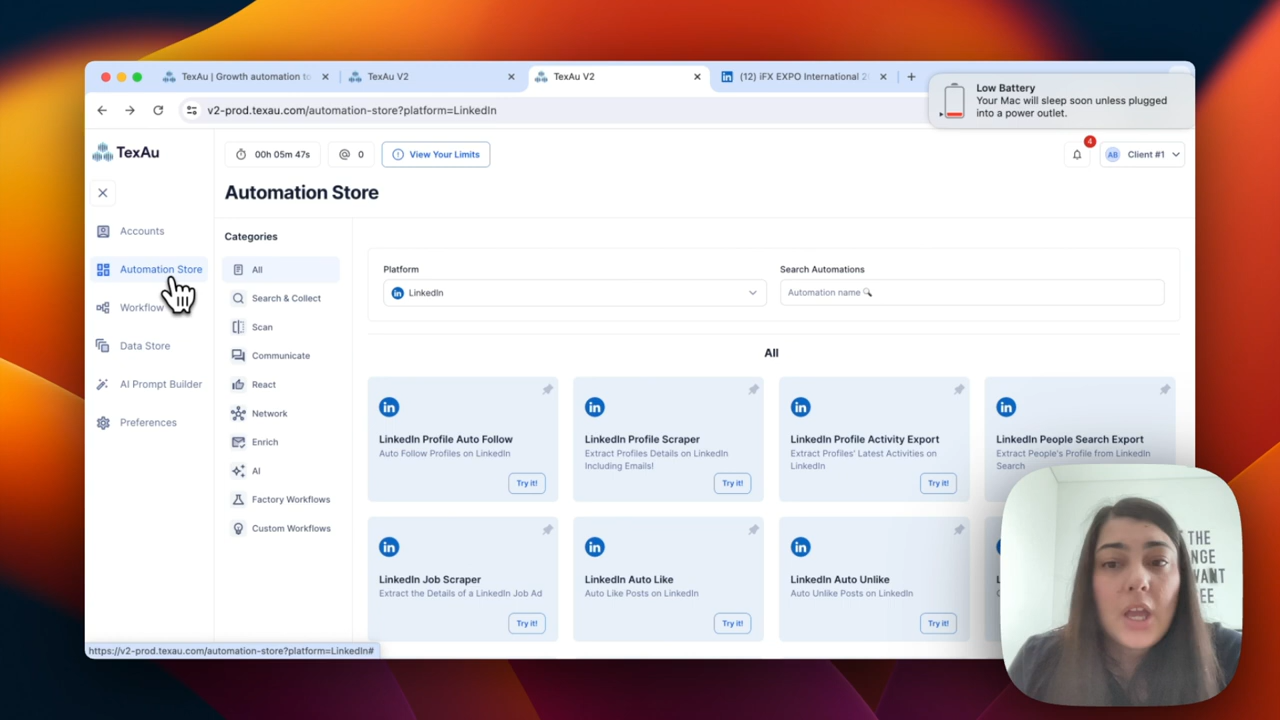 TexAu | Growth automation to
TexAu V2
TexAu V2
(12) iFX EXPO International 2
v2-prod.texau.com/automation-store?platform=LinkedIn
Low Battery
Your Mac will sleep soon unless plugged
into a power outlet.
TexAu
00h 05m 47s
0
View Your Limits
4
AB
Client #1
Automation Store
Accounts
Automation Store
Workflow
Data Store
AI Prompt Builder
Preferences
Categories
All
Search & Collect
Scan
Communicate
React
Network
Enrich
AI
Factory Workflows
Custom Workflows
Platform
LinkedIn
Search Automations
Automation name
All
LinkedIn Profile Auto Follow
Auto Follow Profiles on LinkedIn
Try it!
LinkedIn Profile Scraper
Extract Profiles Details on LinkedIn
Including Emails!
Try it!
LinkedIn Profile Activity Export
Extract Profiles' Latest Activities on
LinkedIn
Try it!
LinkedIn People Search Export
Extract People's Profile from LinkedIn
Search
LinkedIn Job Scraper
Extract the Details of a LinkedIn Job Ad
Try it!
LinkedIn Auto Like
Auto Like Posts on LinkedIn
Try it!
LinkedIn Auto Unlike
Auto Unlike Posts on LinkedIn
Try it!
THE
WANT
https://v2-prod.texau.com/automation-store?platform=LinkedIn#